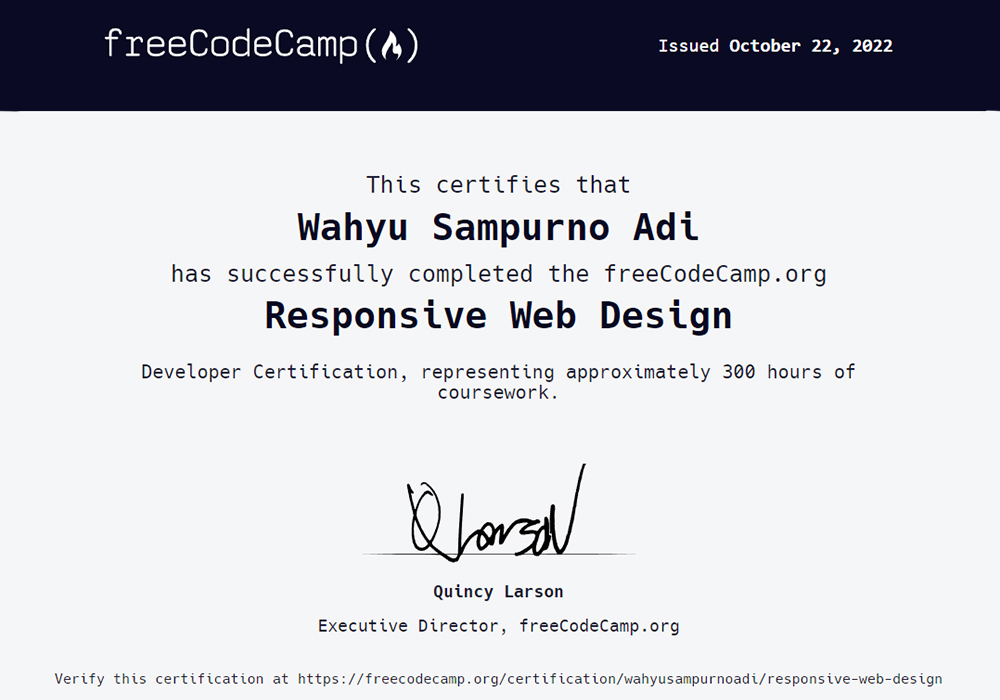 freeCodeCamp(🔥)
Issued October 22, 2022
This certifies that
Wahyu Sampurno Adi
has successfully completed the freeCodeCamp.org
Responsive Web Design
Developer Certification, representing approximately 300 hours of
coursework.
Q Larson
Quincy Larson
Executive Director, freeCodeCamp.org
Verify this certification at https://freecodecamp.org/certification/wahyusampurnoadi/responsive-web-design